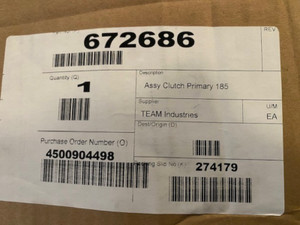 672686
REV
Quantity (Q)
1
Description
Assy Clutch Primary 185
Supplier
TEAM Industries
U/M
EA
Dest/Origin (D)
Purchase Order Number (O)
4500904498
274179